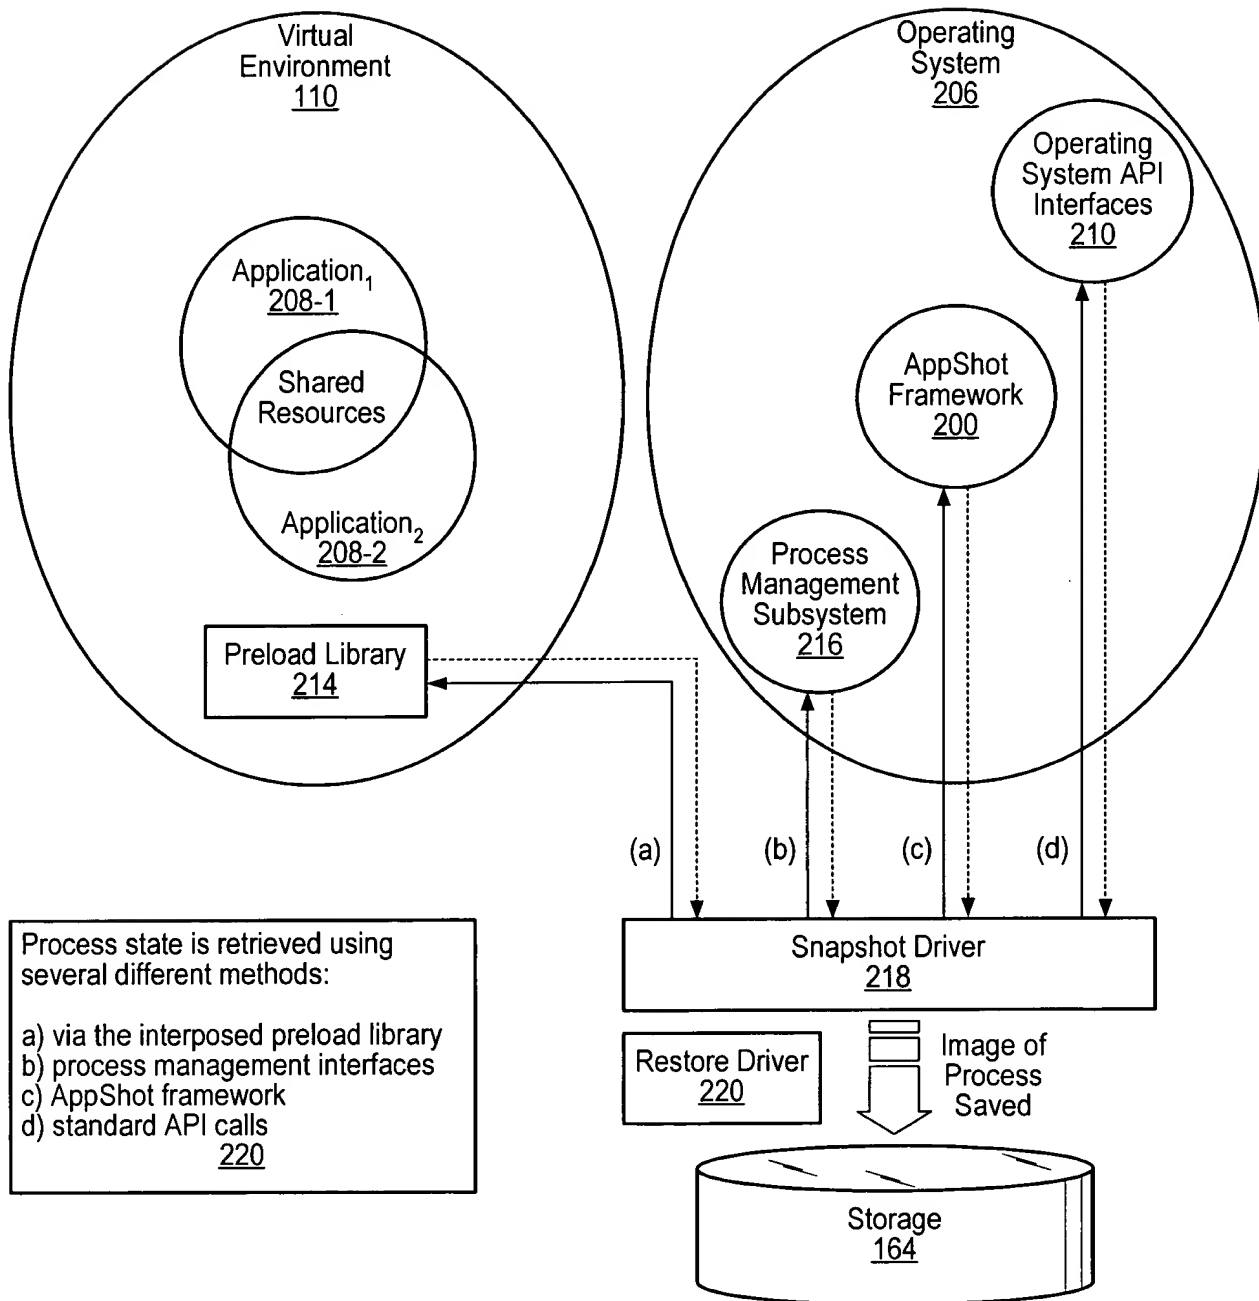 Virtual
Environment
110
Application1
208-1
Shared
Resources
Application2
208-2
Preload Library
214
Operating
System
206
Operating
System API
Interfaces
210
AppShot
Framework
200
Process
Management
Subsystem
216
(a)
(b)
(c)
(d)
Process state is retrieved using
several different methods:
a) via the interposed preload library
b) process management interfaces
c) AppShot framework
d) standard API calls
220
Snapshot Driver
218
Restore Driver
220
Image of
Process
Saved
Storage
164